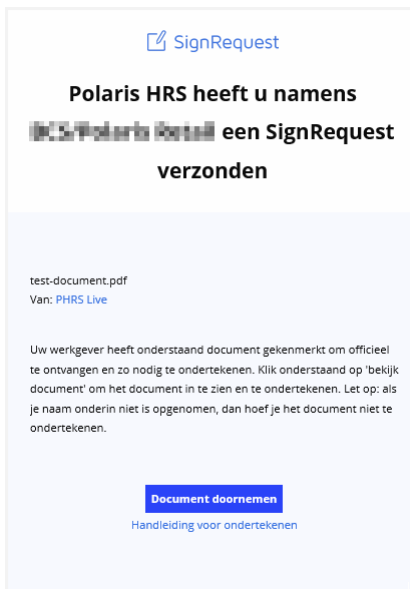 SignRequest
Polaris HRS heeft u namens
een SignRequest
verzonden
test-document.pdf
Van: PHRS Live
Uw werkgever heeft onderstaand document gekenmerkt om officieel
te ontvangen en zo nodig te ondertekenen. Klik onderstaand op 'bekijk
document' om het document in te zien en te ondertekenen. Let op: als
je naam onderin niet is opgenomen, dan hoef je het document niet te
ondertekenen.
Document doornemen
Handleiding voor ondertekenen